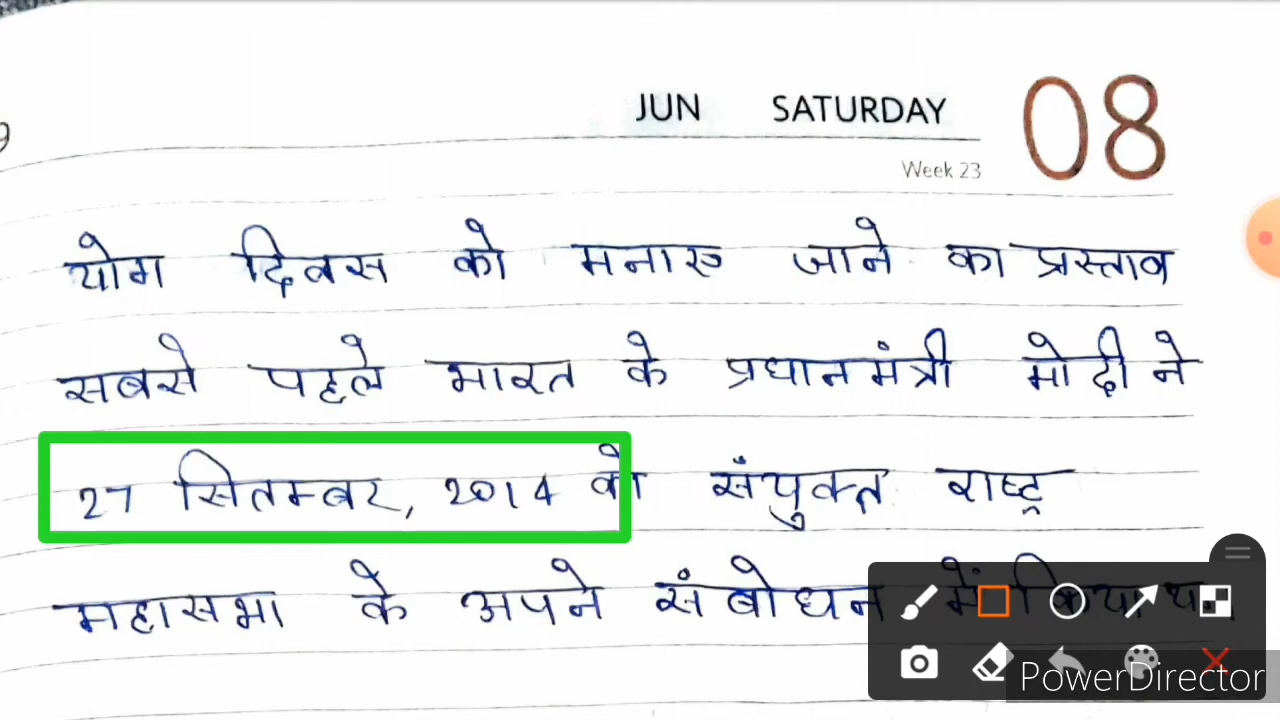 JUN SATURDAY 08
Week 23
योग दिवस को मनाए जाने का प्रस्ताव
सबसे पहले भारत के प्रधानमंत्री मोदी ने
27 सितम्बर, 2014 को संयुक्त राष्ट्र
महासभा के अपने संबोधन में किया था
PowerDirector